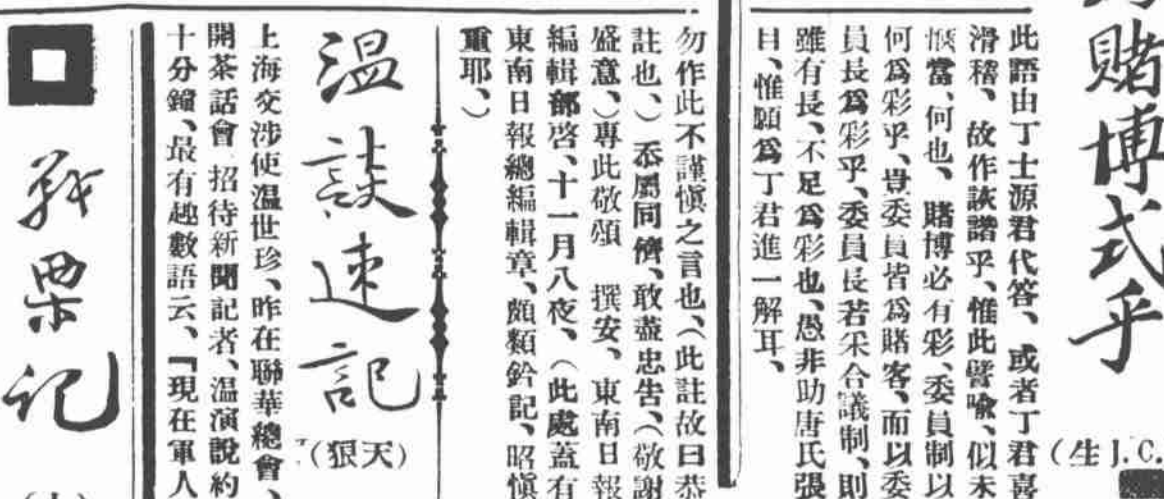 賭博式乎
(生J.C.
此語由丁士源君代答、或者丁君喜
滑稽、故作詼諧乎、惟此譬喻、似未
當、何也、賭博必有彩、委員制以
何爲彩乎、豈委員皆爲賭客、而以委
員長爲彩乎、委員長若采合議制、則
雖有長、不足爲彩也、愚非助唐氏張
目、惟願爲丁君進一解耳、
勿作此不謹愼之言也、(此註故曰恭
註也、)忝屬同儕、敢盡忠吿、(敬謝
盛意、)專此敬頌 撰安、東南日報
編輯部啓、十一月八夜、(此處蓋有
東南日報總編輯章、頗類鈐記、昭愼
重耶、)
溫談速記
(天狠)
上海交涉使溫世珍、昨在聯華總會、
開茶話會 招待新聞記者、溫演說約
十分鐘、最有趣數語云、「現在軍人
戰栗记